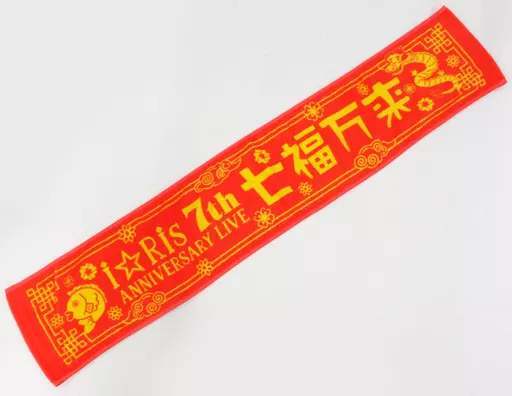 i☆Ris 7th
ANNIVERSARY LIVE
七福万来